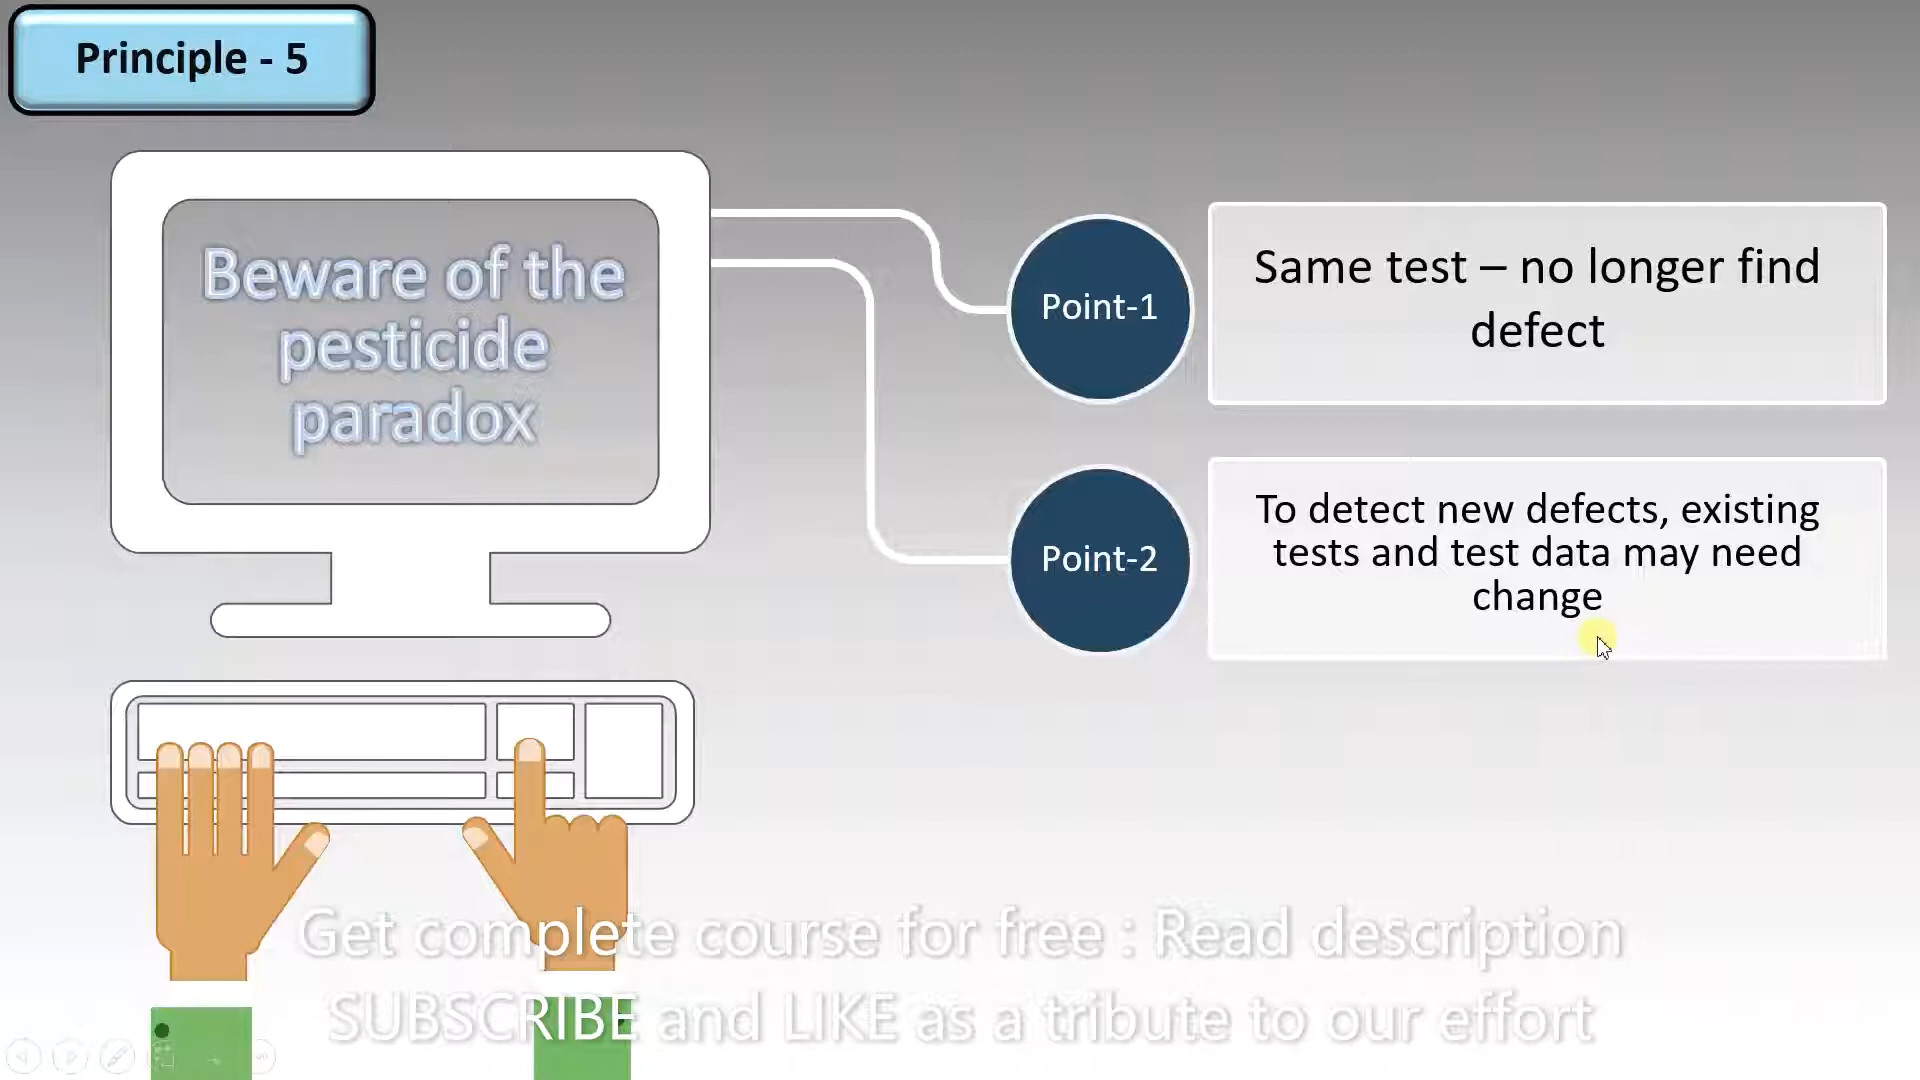 Principle - 5
Beware of the
pesticide
paradox
Point-1
Same test – no longer find
defect
Point-2
To detect new defects, existing
tests and test data may need
change
Get complete course for free : Read description
SUBSCRIBE and LIKE as a tribute to our effort